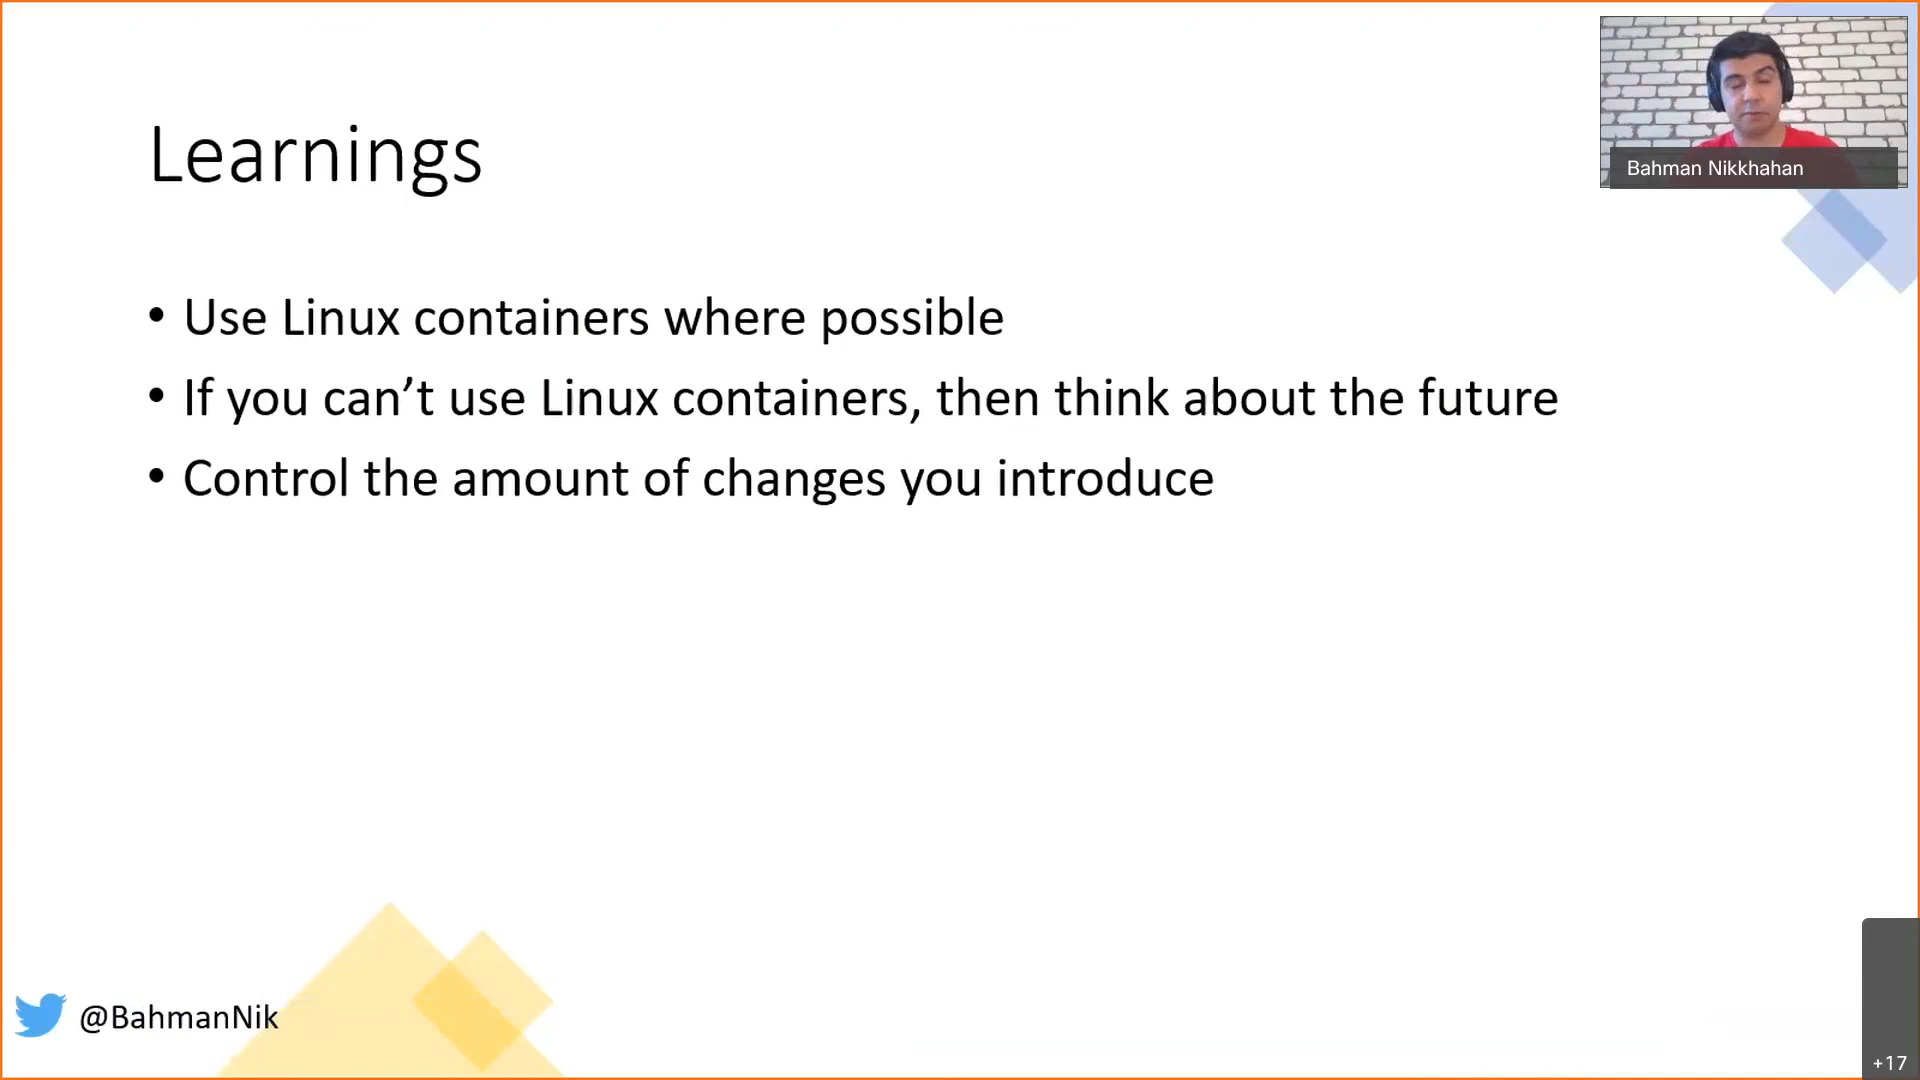 Learnings
Bahman Nikkhahan
• Use Linux containers where possible
• If you can’t use Linux containers, then think about the future
• Control the amount of changes you introduce
@BahmanNik
+17